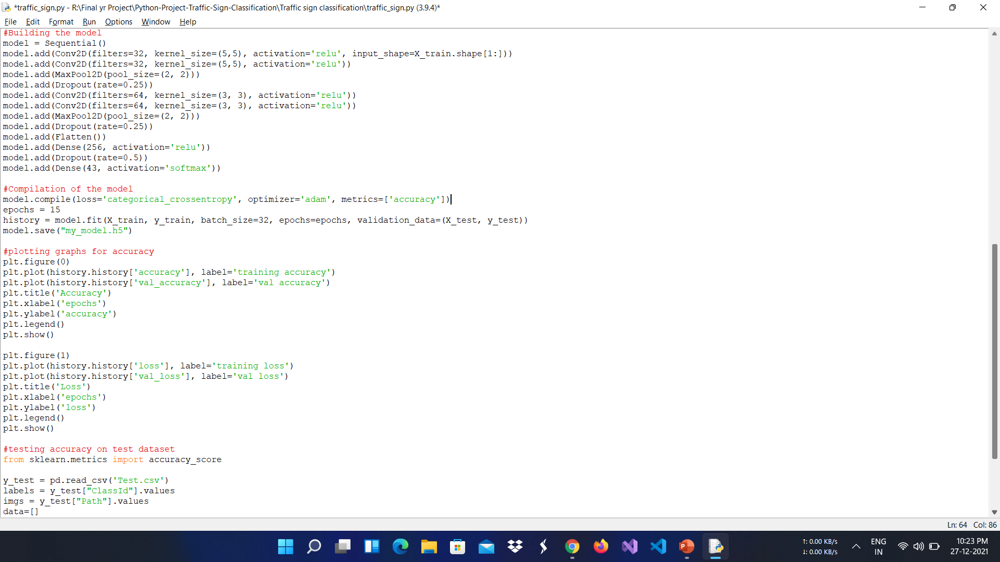 *traffic_sign.py - R:\Final yr Project\Python-Project-Traffic-Sign-Classification\Traffic sign classification\traffic_sign.py (3.9.4)*
File Edit Format Run Options Window Help
#Building the model
model = Sequential()
model.add(Conv2D(filters=32, kernel_size=(5,5), activation='relu', input_shape=X_train.shape[1:]))
model.add(Conv2D(filters=32, kernel_size=(5,5), activation='relu'))
model.add(MaxPool2D(pool_size=(2, 2)))
model.add(Dropout(rate=0.25))
model.add(Conv2D(filters=64, kernel_size=(3, 3), activation='relu'))
model.add(Conv2D(filters=64, kernel_size=(3, 3), activation='relu'))
model.add(MaxPool2D(pool_size=(2, 2)))
model.add(Dropout(rate=0.25))
model.add(Flatten())
model.add(Dense(256, activation='relu'))
model.add(Dropout(rate=0.5))
model.add(Dense(43, activation='softmax'))
#Compilation of the model
model.compile(loss='categorical_crossentropy', optimizer='adam', metrics=['accuracy'])
epochs = 15
history = model.fit(X_train, y_train, batch_size=32, epochs=epochs, validation_data=(X_test, y_test))
model.save("my_model.h5")
#plotting graphs for accuracy
plt.figure(0)
plt.plot(history.history['accuracy'], label='training accuracy')
plt.plot(history.history['val_accuracy'], label='val accuracy')
plt.title('Accuracy')
plt.xlabel('epochs')
plt.ylabel('accuracy')
plt.legend()
plt.show()
plt.figure(1)
plt.plot(history.history['loss'], label='training loss')
plt.plot(history.history['val_loss'], label='val loss')
plt.title('Loss')
plt.xlabel('epochs')
plt.ylabel('loss')
plt.legend()
plt.show()
#testing accuracy on test dataset
from sklearn.metrics import accuracy_score
y_test = pd.read_csv('Test.csv')
labels = y_test["ClassId"].values
imgs = y_test["Path"].values
data=[]
Ln: 64 Col: 86
↑: 0.00 KB/s
↓: 0.00 KB/s
ENG
IN
10:23 PM
27-12-2021